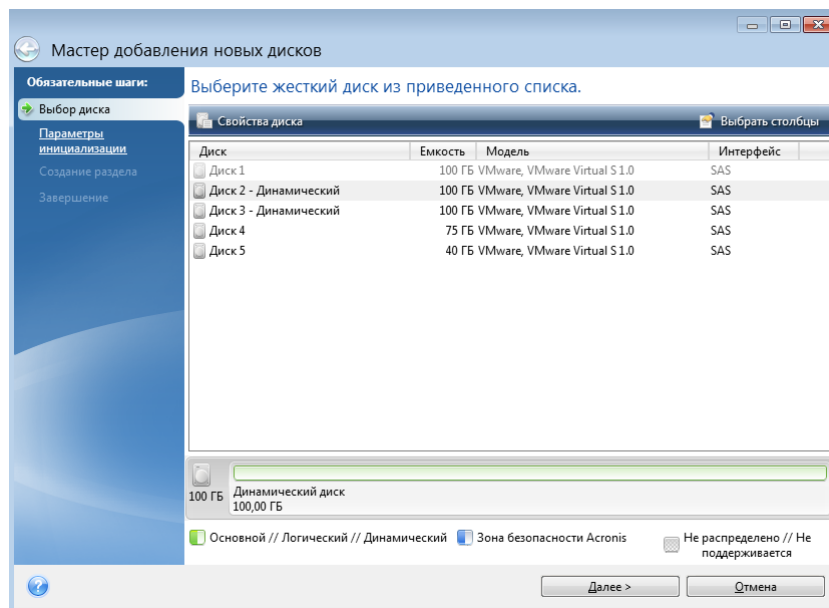 Мастер добавления новых дисков
Обязательные шаги:
Выбор диска
Параметры
инициализации
Создание раздела
Завершение
Выберите жесткий диск из приведенного списка.
Свойства диска
Выбрать столбцы
Диск Емкость Модель Интерфейс
Диск 1 100 ГБ VMware, VMware Virtual S 1.0 SAS
Диск 2 - Динамический 100 ГБ VMware, VMware Virtual S 1.0 SAS
Диск 3 - Динамический 100 ГБ VMware, VMware Virtual S 1.0 SAS
Диск 4 75 ГБ VMware, VMware Virtual S 1.0 SAS
Диск 5 40 ГБ VMware, VMware Virtual S 1.0 SAS
100 ГБ
Динамический диск
100,00 ГБ
Основной // Логический // Динамический
Зона безопасности Acronis
Не распределено // Не
поддерживается
Далее >
Отмена